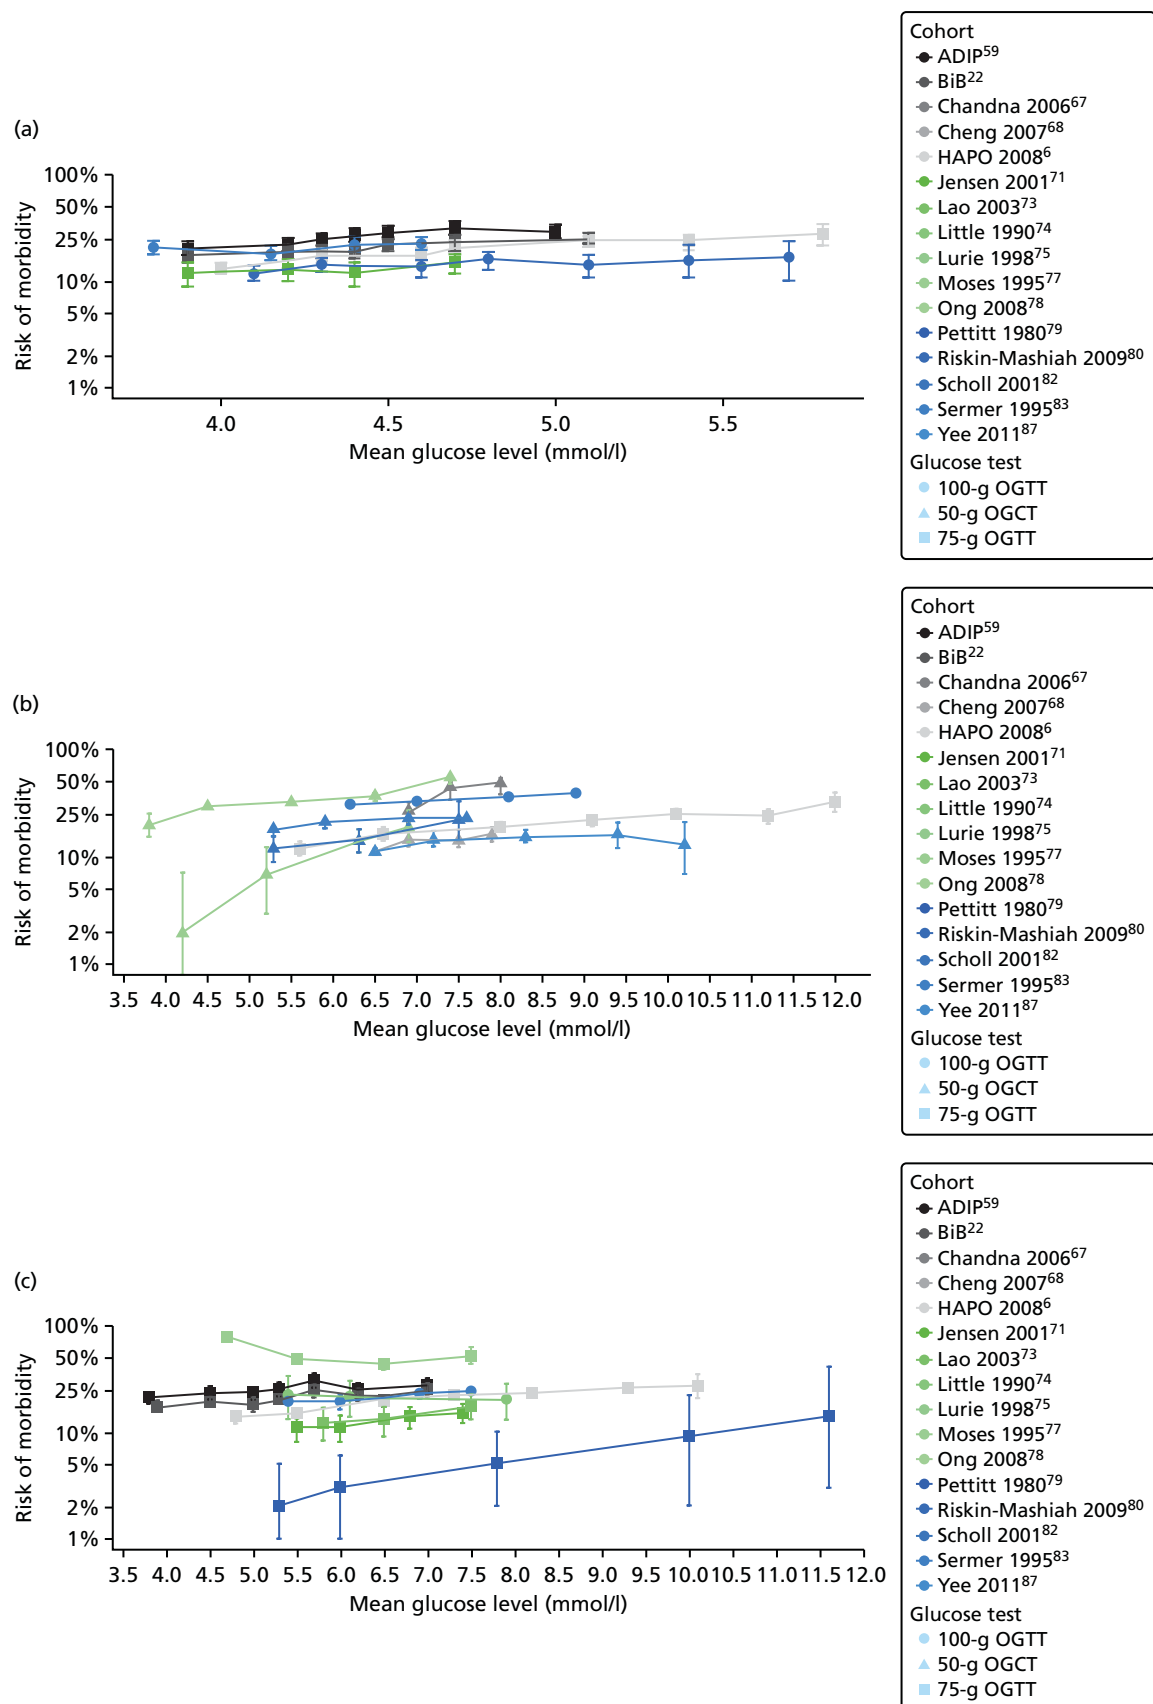 (a)
100%
50%
25%
10%
5%
2%
1%
Risk of morbidity
4.0 4.5 5.0 5.5
Mean glucose level (mmol/l)
Cohort
ADIP59
BiB22
Chandna 200667
Cheng 200768
HAPO 20086
Jensen 200171
Lao 200373
Little 199074
Lurie 199875
Moses 199577
Ong 200878
Pettitt 198079
Riskin-Mashiah 200980
Scholl 200182
Sermer 199583
Yee 201187
Glucose test
100-g OGTT
50-g OGCT
75-g OGTT
(b)
100%
50%
25%
10%
5%
2%
1%
Risk of morbidity
3.5 4.0 4.5 5.0 5.5 6.0 6.5 7.0 7.5 8.0 8.5 9.0 9.5 10.0 10.5 11.0 11.5 12.0
Mean glucose level (mmol/l)
Cohort
ADIP59
BiB22
Chandna 200667
Cheng 200768
HAPO 20086
Jensen 200171
Lao 200373
Little 199074
Lurie 199875
Moses 199577
Ong 200878
Pettitt 198079
Riskin-Mashiah 200980
Scholl 200182
Sermer 199583
Yee 201187
Glucose test
100-g OGTT
50-g OGCT
75-g OGTT
(c)
100%
50%
25%
10%
5%
2%
1%
Risk of morbidity
3.5 4.0 4.5 5.0 5.5 6.0 6.5 7.0 7.5 8.0 8.5 9.0 9.5 10.0 10.5 11.0 11.5 12.0
Mean glucose level (mmol/l)
Cohort
ADIP59
BiB22
Chandna 200667
Cheng 200768
HAPO 20086
Jensen 200171
Lao 200373
Little 199074
Lurie 199875
Moses 199577
Ong 200878
Pettitt 198079
Riskin-Mashiah 200980
Scholl 200182
Sermer 199583
Yee 201187
Glucose test
100-g OGTT
50-g OGCT
75-g OGTT